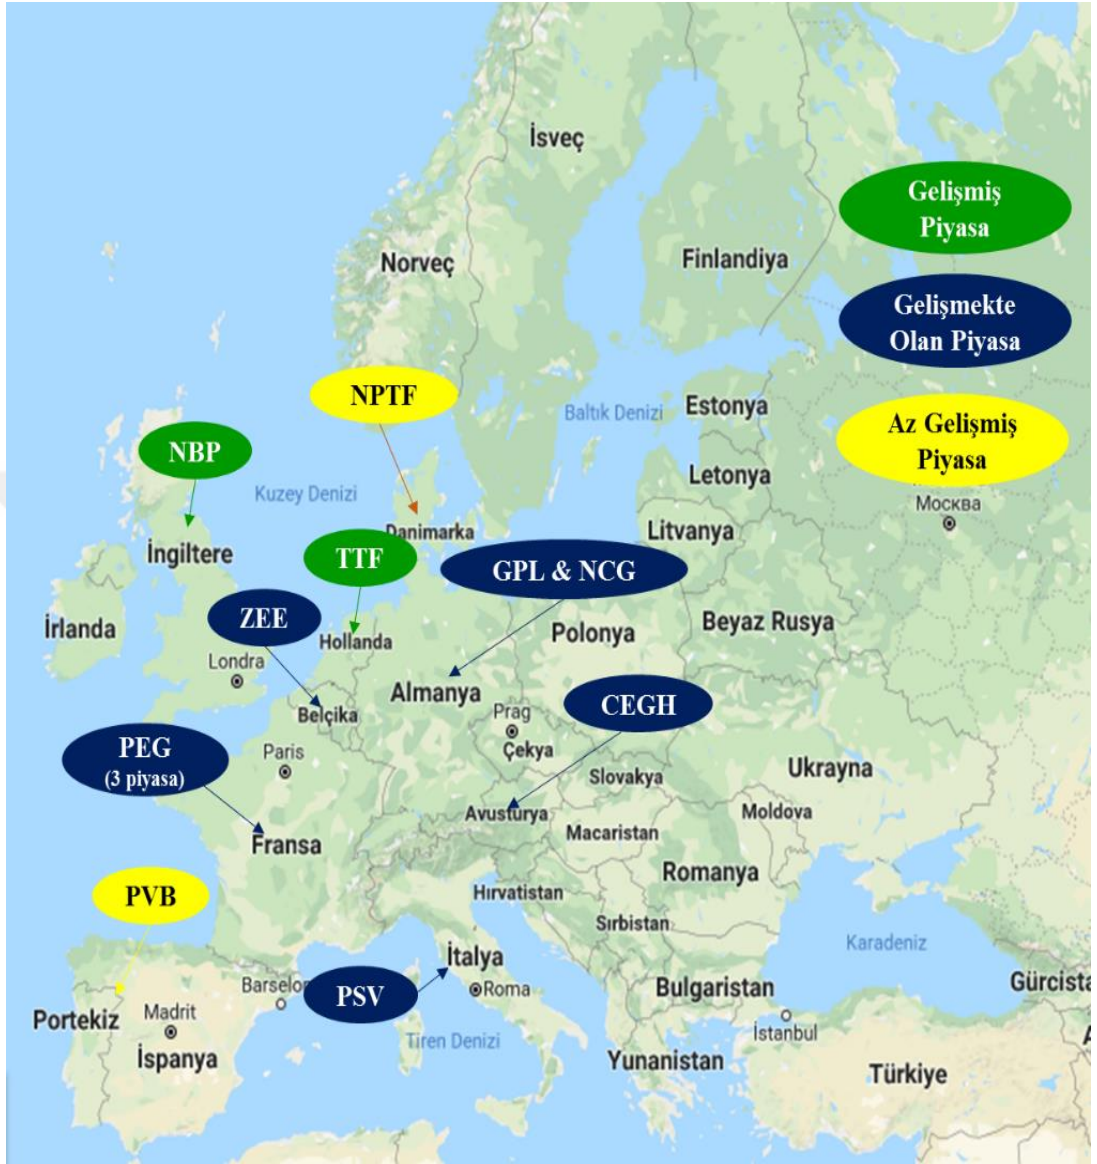 İsveç
Gelişmiş
Piyasa
Norveç
Finlandiya
Gelişmekte
Olan Piyasa
NPTF
Baltık Denizi
Estonya
Az Gelişmiş
Piyasa
NBP
Letonya
Kuzey Denizi
Москва
Danimarka
Litvanya
İngiltere
TTF
GPL & NCG
ZEE
İrlanda
Hollanda
Polonya
Beyaz Rusya
Londra
Almanya
CEGH
Belçika
Prag
PEG
(3 piyasa)
Paris
Çekya
Ukrayna
Slovakya
Avusturya
Moldova
Macaristan
Fransa
Romanya
PVB
Hırvatistan
Sırbistan
İtalya
Karadeniz
Barselo
PSV
Roma
Bulgaristan
Gürcista
Portekiz
Madrit
İstanbul
Tiren Denizi
A
İspanya
Yunanistan
Türkiye